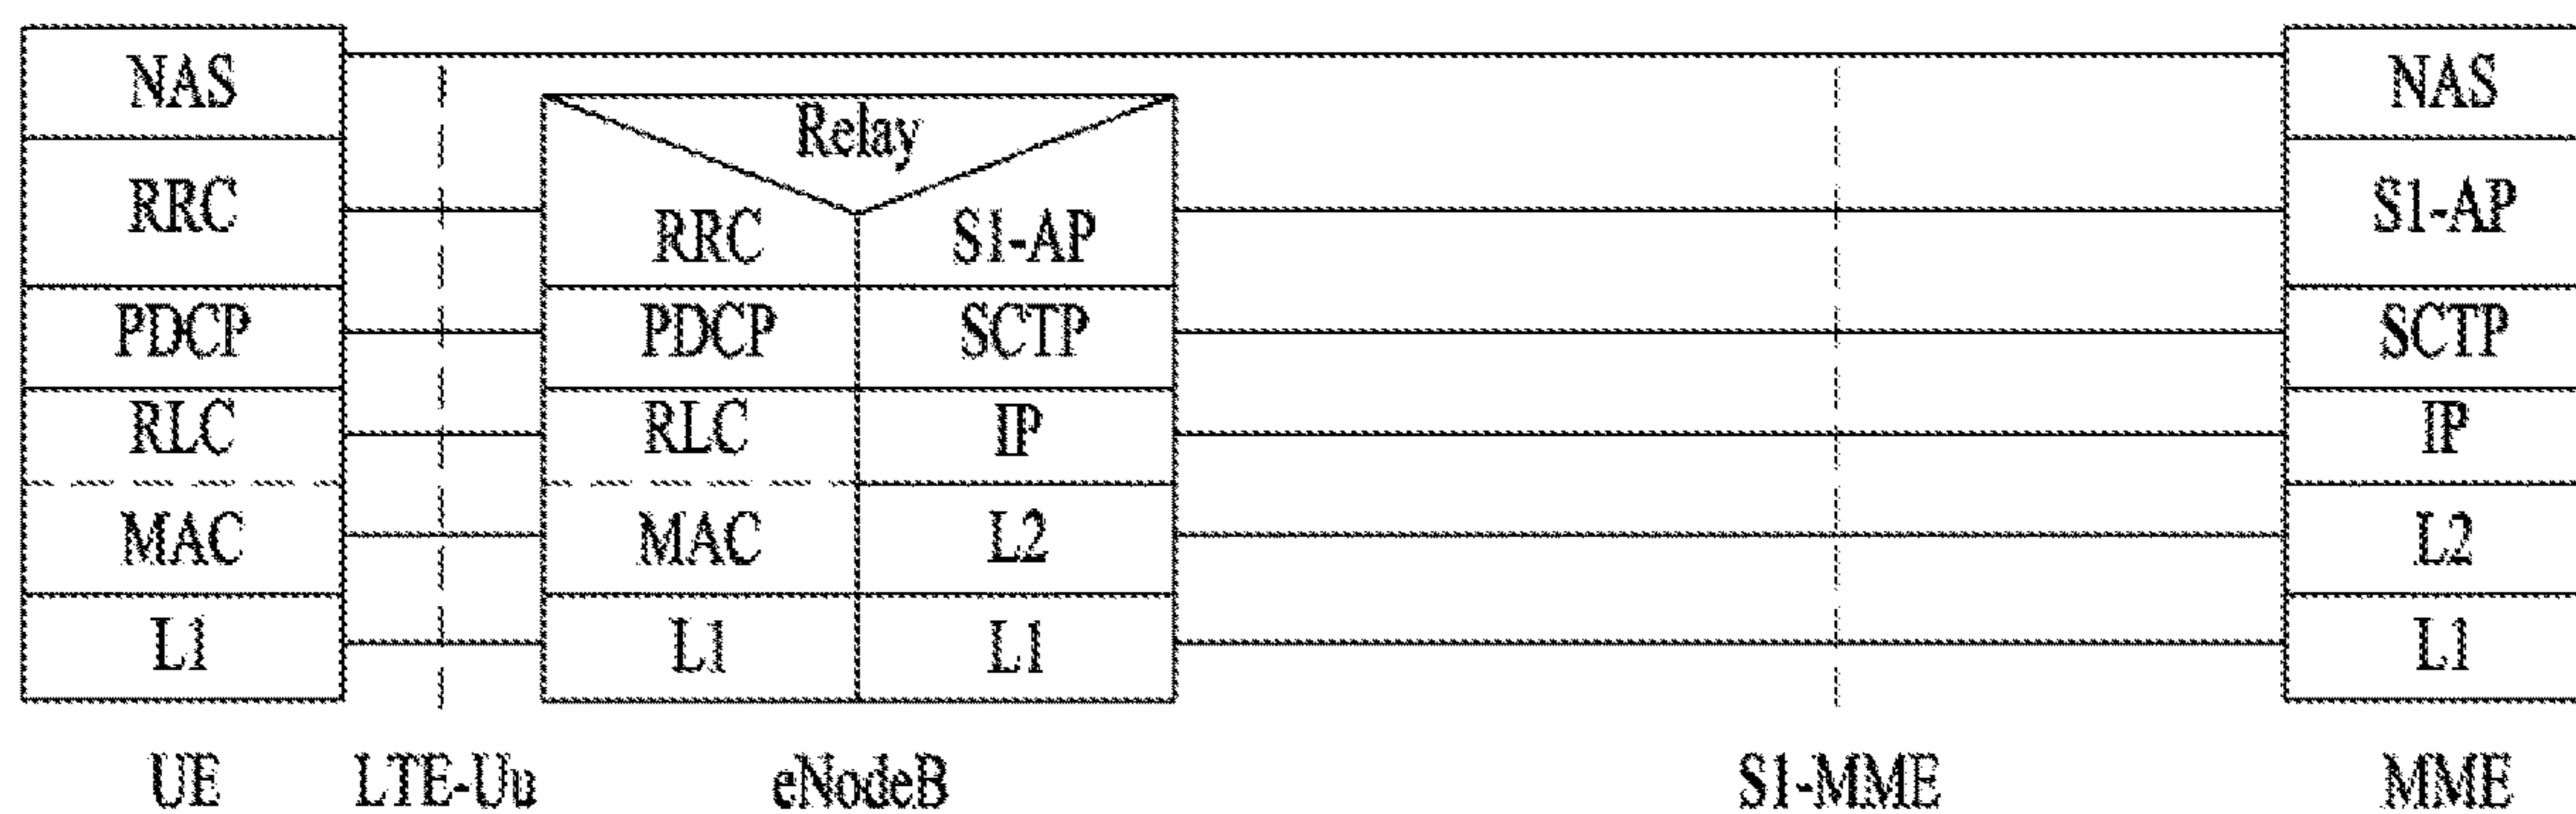 NAS NAS
Relay
RRC RRC S1-AP S1-AP
PDCP PDCP SCTP SCTP
RLC RLC IP IP
MAC MAC L2 L2
L1 L1 L1 L1
UE LTE-Uu eNodeB S1-MME MME